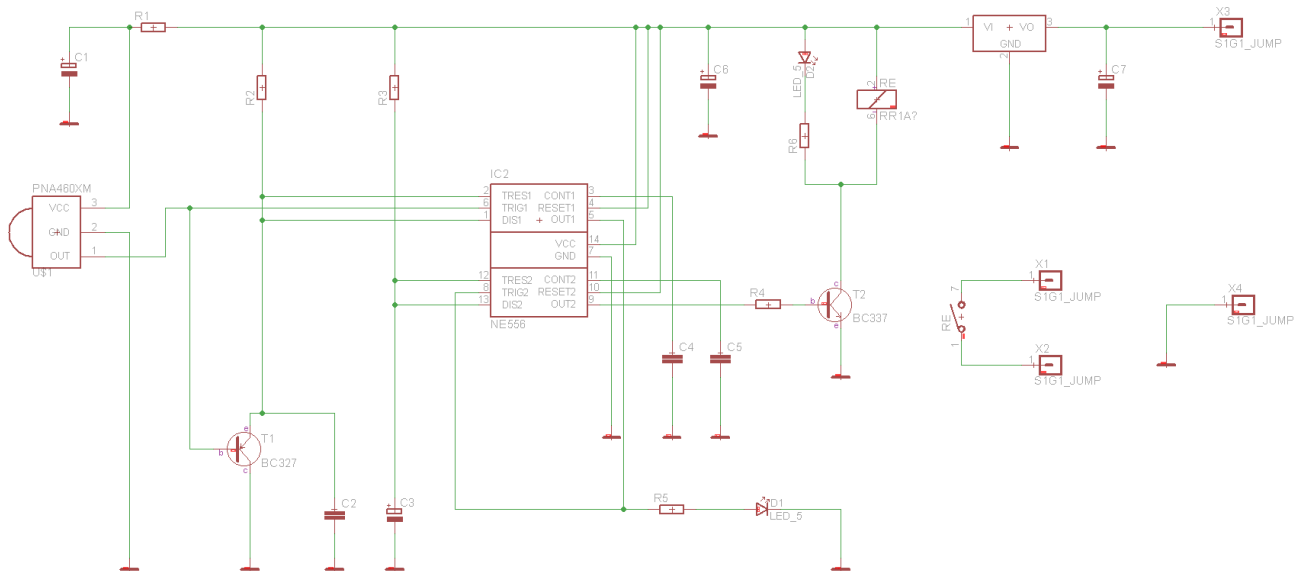 R1
C1
R2
R3
C6
LED_5
D2
R6
2
RE
6
RR1A?
1
VI
VO
3
GND
2
C7
X3
1
S1G1_JUMP
PNA460XM
VCC
3
GND
2
OUT
1
U$1
IC2
2
TRES1
CONT1
3
6
TRIG1
RESET1
4
1
DIS1
OUT1
5
VCC
14
GND
7
12
TRES2
CONT2
11
8
TRIG2
RESET2
10
13
DIS2
OUT2
9
NE556
R4
c
b
T2
BC337
e
C4
C5
X1
7
1
S1G1_JUMP
RE
1
X2
1
S1G1_JUMP
X4
1
S1G1_JUMP
e
T1
b
BC327
c
C2
C3
R5
D1
LED_5